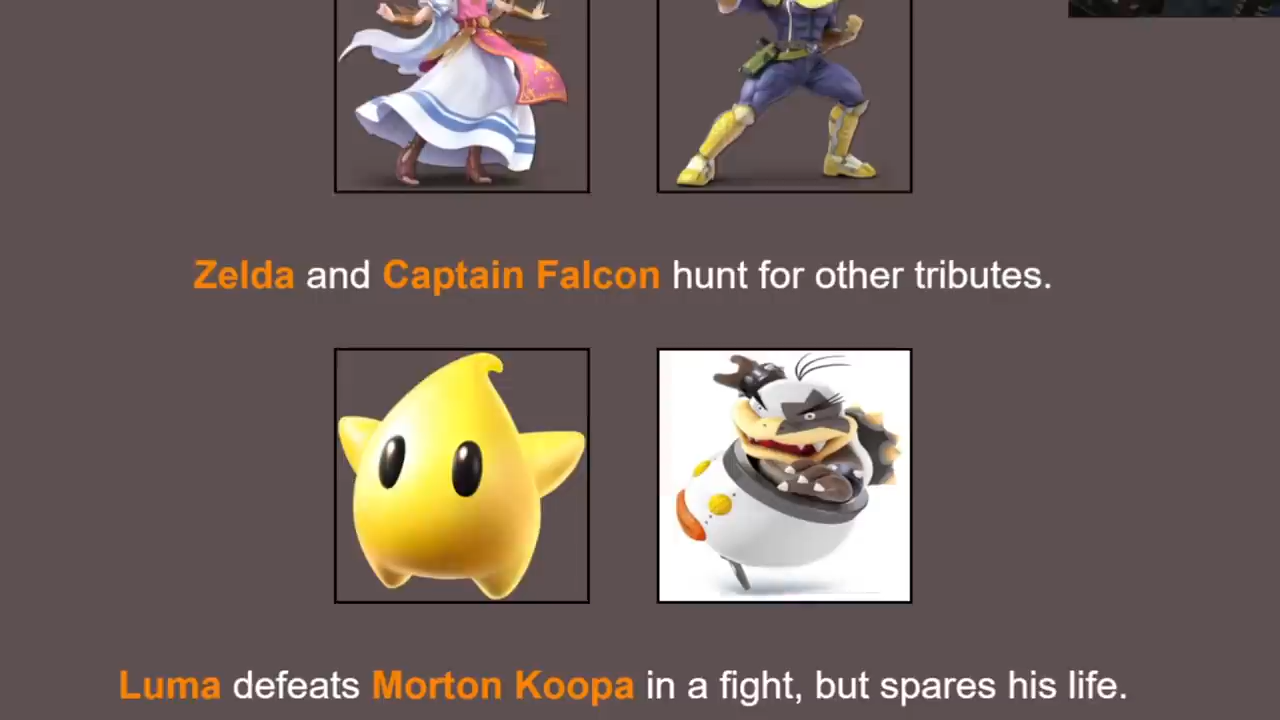 Zelda and Captain Falcon hunt for other tributes.
Luma defeats Morton Koopa in a fight, but spares his life.